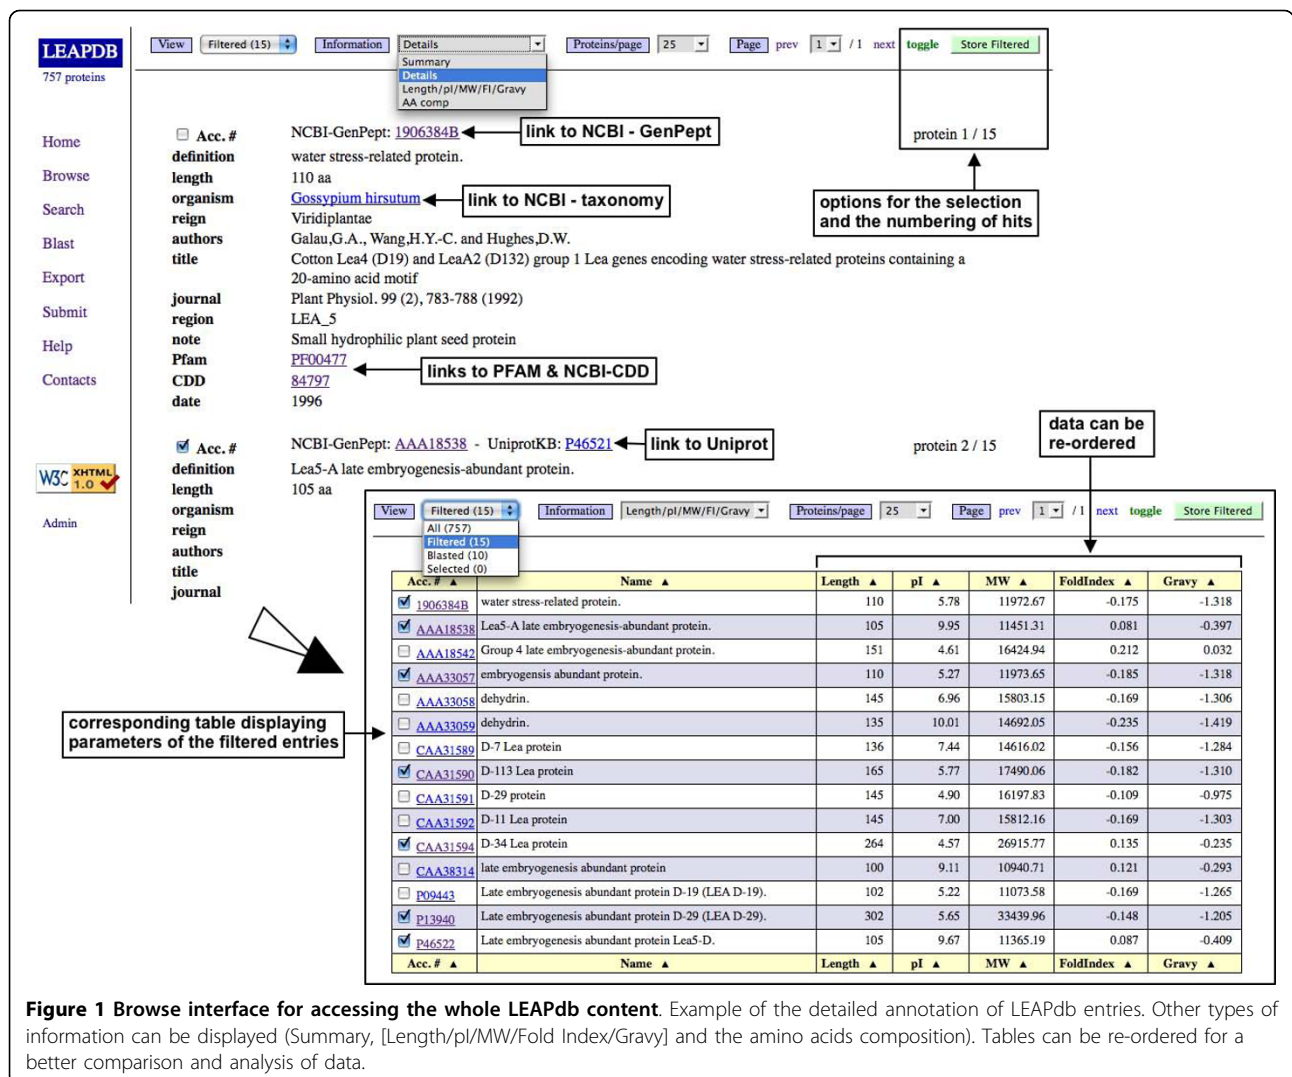 LEAPDB
757 proteins
View Filtered (15) Information Details Proteins/page 25 Page prev 1 / 1 next toggle Store Filtered
Summary
Details
Length/pI/MW/FI/Gravy
AA comp
Home
Browse
Search
Blast
Export
Submit
Help
Contacts
W3C XHTML 1.0
Admin
Acc. # NCBI-GenPept: 1906384B link to NCBI - GenPept protein 1 / 15
definition water stress-related protein.
length 110 aa
organism Gossypium hirsutum link to NCBI - taxonomy
options for the selection
and the numbering of hits
reign Viridiplantae
authors Galau,G.A., Wang,H.Y.-C. and Hughes,D.W.
title Cotton Lea4 (D19) and LeaA2 (D132) group 1 Lea genes encoding water stress-related proteins containing a
20-amino acid motif
journal Plant Physiol. 99 (2), 783-788 (1992)
region LEA_5
note Small hydrophilic plant seed protein
Pfam PF00477
links to PFAM & NCBI-CDD
CDD 84797
date 1996
data can be
re-ordered
Acc. # NCBI-GenPept: AAA18538 - UniprotKB: P46521 link to Uniprot protein 2 / 15
definition Lea5-A late embryogenesis-abundant protein.
length 105 aa
organism
reign
authors
title
journal
View Filtered (15) Information Length/pI/MW/FI/Gravy Proteins/page 25 Page prev 1 / 1 next toggle Store Filtered
All (757)
Filtered (15)
Blasted (10)
Selected (0)
Acc. # ▲ Name ▲ Length ▲ pI ▲ MW ▲ FoldIndex ▲ Gravy ▲
1906384B water stress-related protein. 110 5.78 11972.67 -0.175 -1.318
AAA18538 Lea5-A late embryogenesis-abundant protein. 105 9.95 11451.31 0.081 -0.397
AAA18542 Group 4 late embryogenesis-abundant protein. 151 4.61 16424.94 0.212 0.032
AAA33057 embryogensis abundant protein. 110 5.27 11973.65 -0.185 -1.318
AAA33058 dehydrin. 145 6.96 15803.15 -0.169 -1.306
AAA33059 dehydrin. 135 10.01 14692.05 -0.235 -1.419
CAA31589 D-7 Lea protein 136 7.44 14616.02 -0.156 -1.284
CAA31590 D-113 Lea protein 165 5.77 17490.06 -0.182 -1.310
CAA31591 D-29 protein 145 4.90 16197.83 -0.109 -0.975
CAA31592 D-11 Lea protein 145 7.00 15812.16 -0.169 -1.303
CAA31594 D-34 Lea protein 264 4.57 26915.77 0.135 -0.235
CAA38314 late embryogenesis abundant protein 100 9.11 10940.71 0.121 -0.293
P09443 Late embryogenesis abundant protein D-19 (LEA D-19). 102 5.22 11073.58 -0.169 -1.265
P13940 Late embryogenesis abundant protein D-29 (LEA D-29). 302 5.65 33439.96 -0.148 -1.205
P46522 Late embryogenesis abundant protein Lea5-D. 105 9.67 11365.19 0.087 -0.409
Acc. # ▲ Name ▲ Length ▲ pI ▲ MW ▲ FoldIndex ▲ Gravy ▲
corresponding table displaying
parameters of the filtered entries
Figure 1 Browse interface for accessing the whole LEAPdb content. Example of the detailed annotation of LEAPdb entries. Other types of
information can be displayed (Summary, [Length/pI/MW/Fold Index/Gravy] and the amino acids composition). Tables can be re-ordered for a
better comparison and analysis of data.